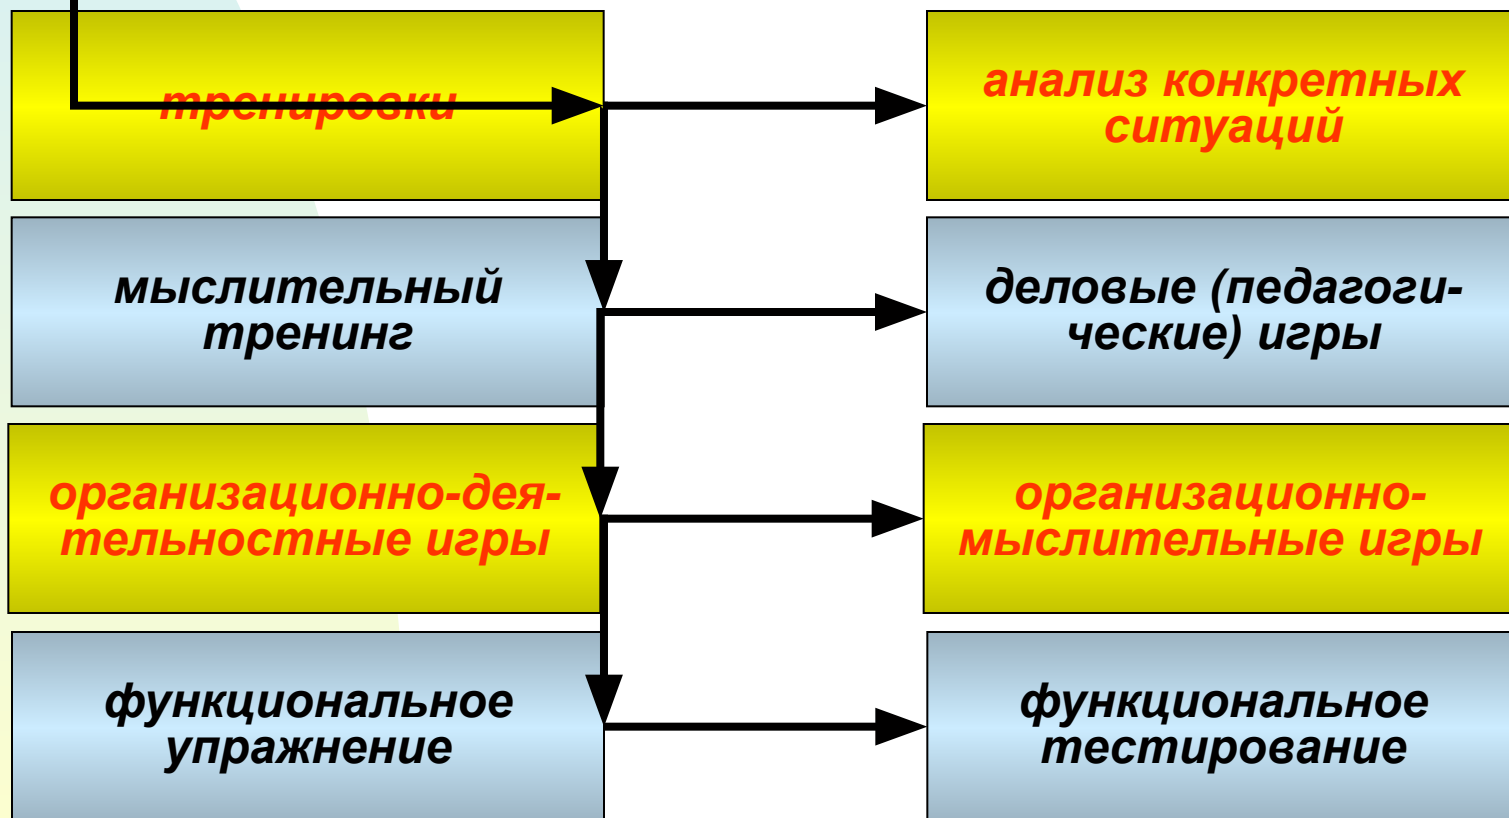 тренировки
анализ конкретных
ситуаций
мыслительный
тренинг
деловые (педагоги-
ческие) игры
организационно-дея-
тельностные игры
организационно-
мыслительные игры
функциональное
упражнение
функциональное
тестирование